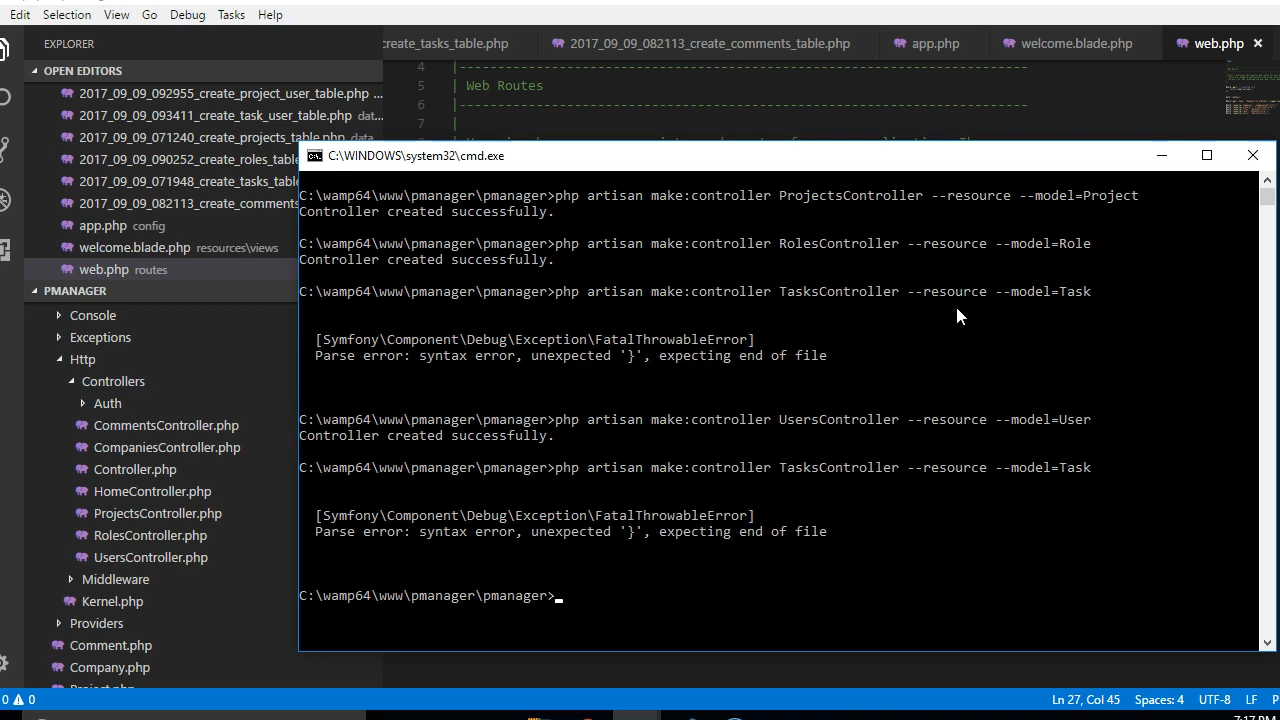 Edit Selection View Go Debug Tasks Help
EXPLORER
create_tasks_table.php 2017_09_09_082113_create_comments_table.php app.php welcome.blade.php web.php
OPEN EDITORS
2017_09_09_092955_create_project_user_table.php ...
2017_09_09_093411_create_task_user_table.php dat...
2017_09_09_071240_create_projects_table.php data
2017_09_09_090252_create_roles_table
2017_09_09_071948_create_tasks_tabl
2017_09_09_082113_create_comments
app.php config
welcome.blade.php resources\views
web.php routes
PMANAGER
Console
Exceptions
Http
Controllers
Auth
CommentsController.php
CompaniesController.php
Controller.php
HomeController.php
ProjectsController.php
RolesController.php
UsersController.php
Middleware
Kernel.php
Providers
Comment.php
Company.php
Project.php
4 |--------------------------------------------------------------------------
5 | Web Routes
6 |--------------------------------------------------------------------------
7 |
C:\WINDOWS\system32\cmd.exe
C:\wamp64\www\pmanager\pmanager>php artisan make:controller ProjectsController --resource --model=Project
Controller created successfully.
C:\wamp64\www\pmanager\pmanager>php artisan make:controller RolesController --resource --model=Role
Controller created successfully.
C:\wamp64\www\pmanager\pmanager>php artisan make:controller TasksController --resource --model=Task
[Symfony\Component\Debug\Exception\FatalThrowableError]
Parse error: syntax error, unexpected '}', expecting end of file
C:\wamp64\www\pmanager\pmanager>php artisan make:controller UsersController --resource --model=User
Controller created successfully.
C:\wamp64\www\pmanager\pmanager>php artisan make:controller TasksController --resource --model=Task
[Symfony\Component\Debug\Exception\FatalThrowableError]
Parse error: syntax error, unexpected '}', expecting end of file
C:\wamp64\www\pmanager\pmanager>
0 0 Ln 27, Col 45 Spaces: 4 UTF-8 LF P
7:17 PM